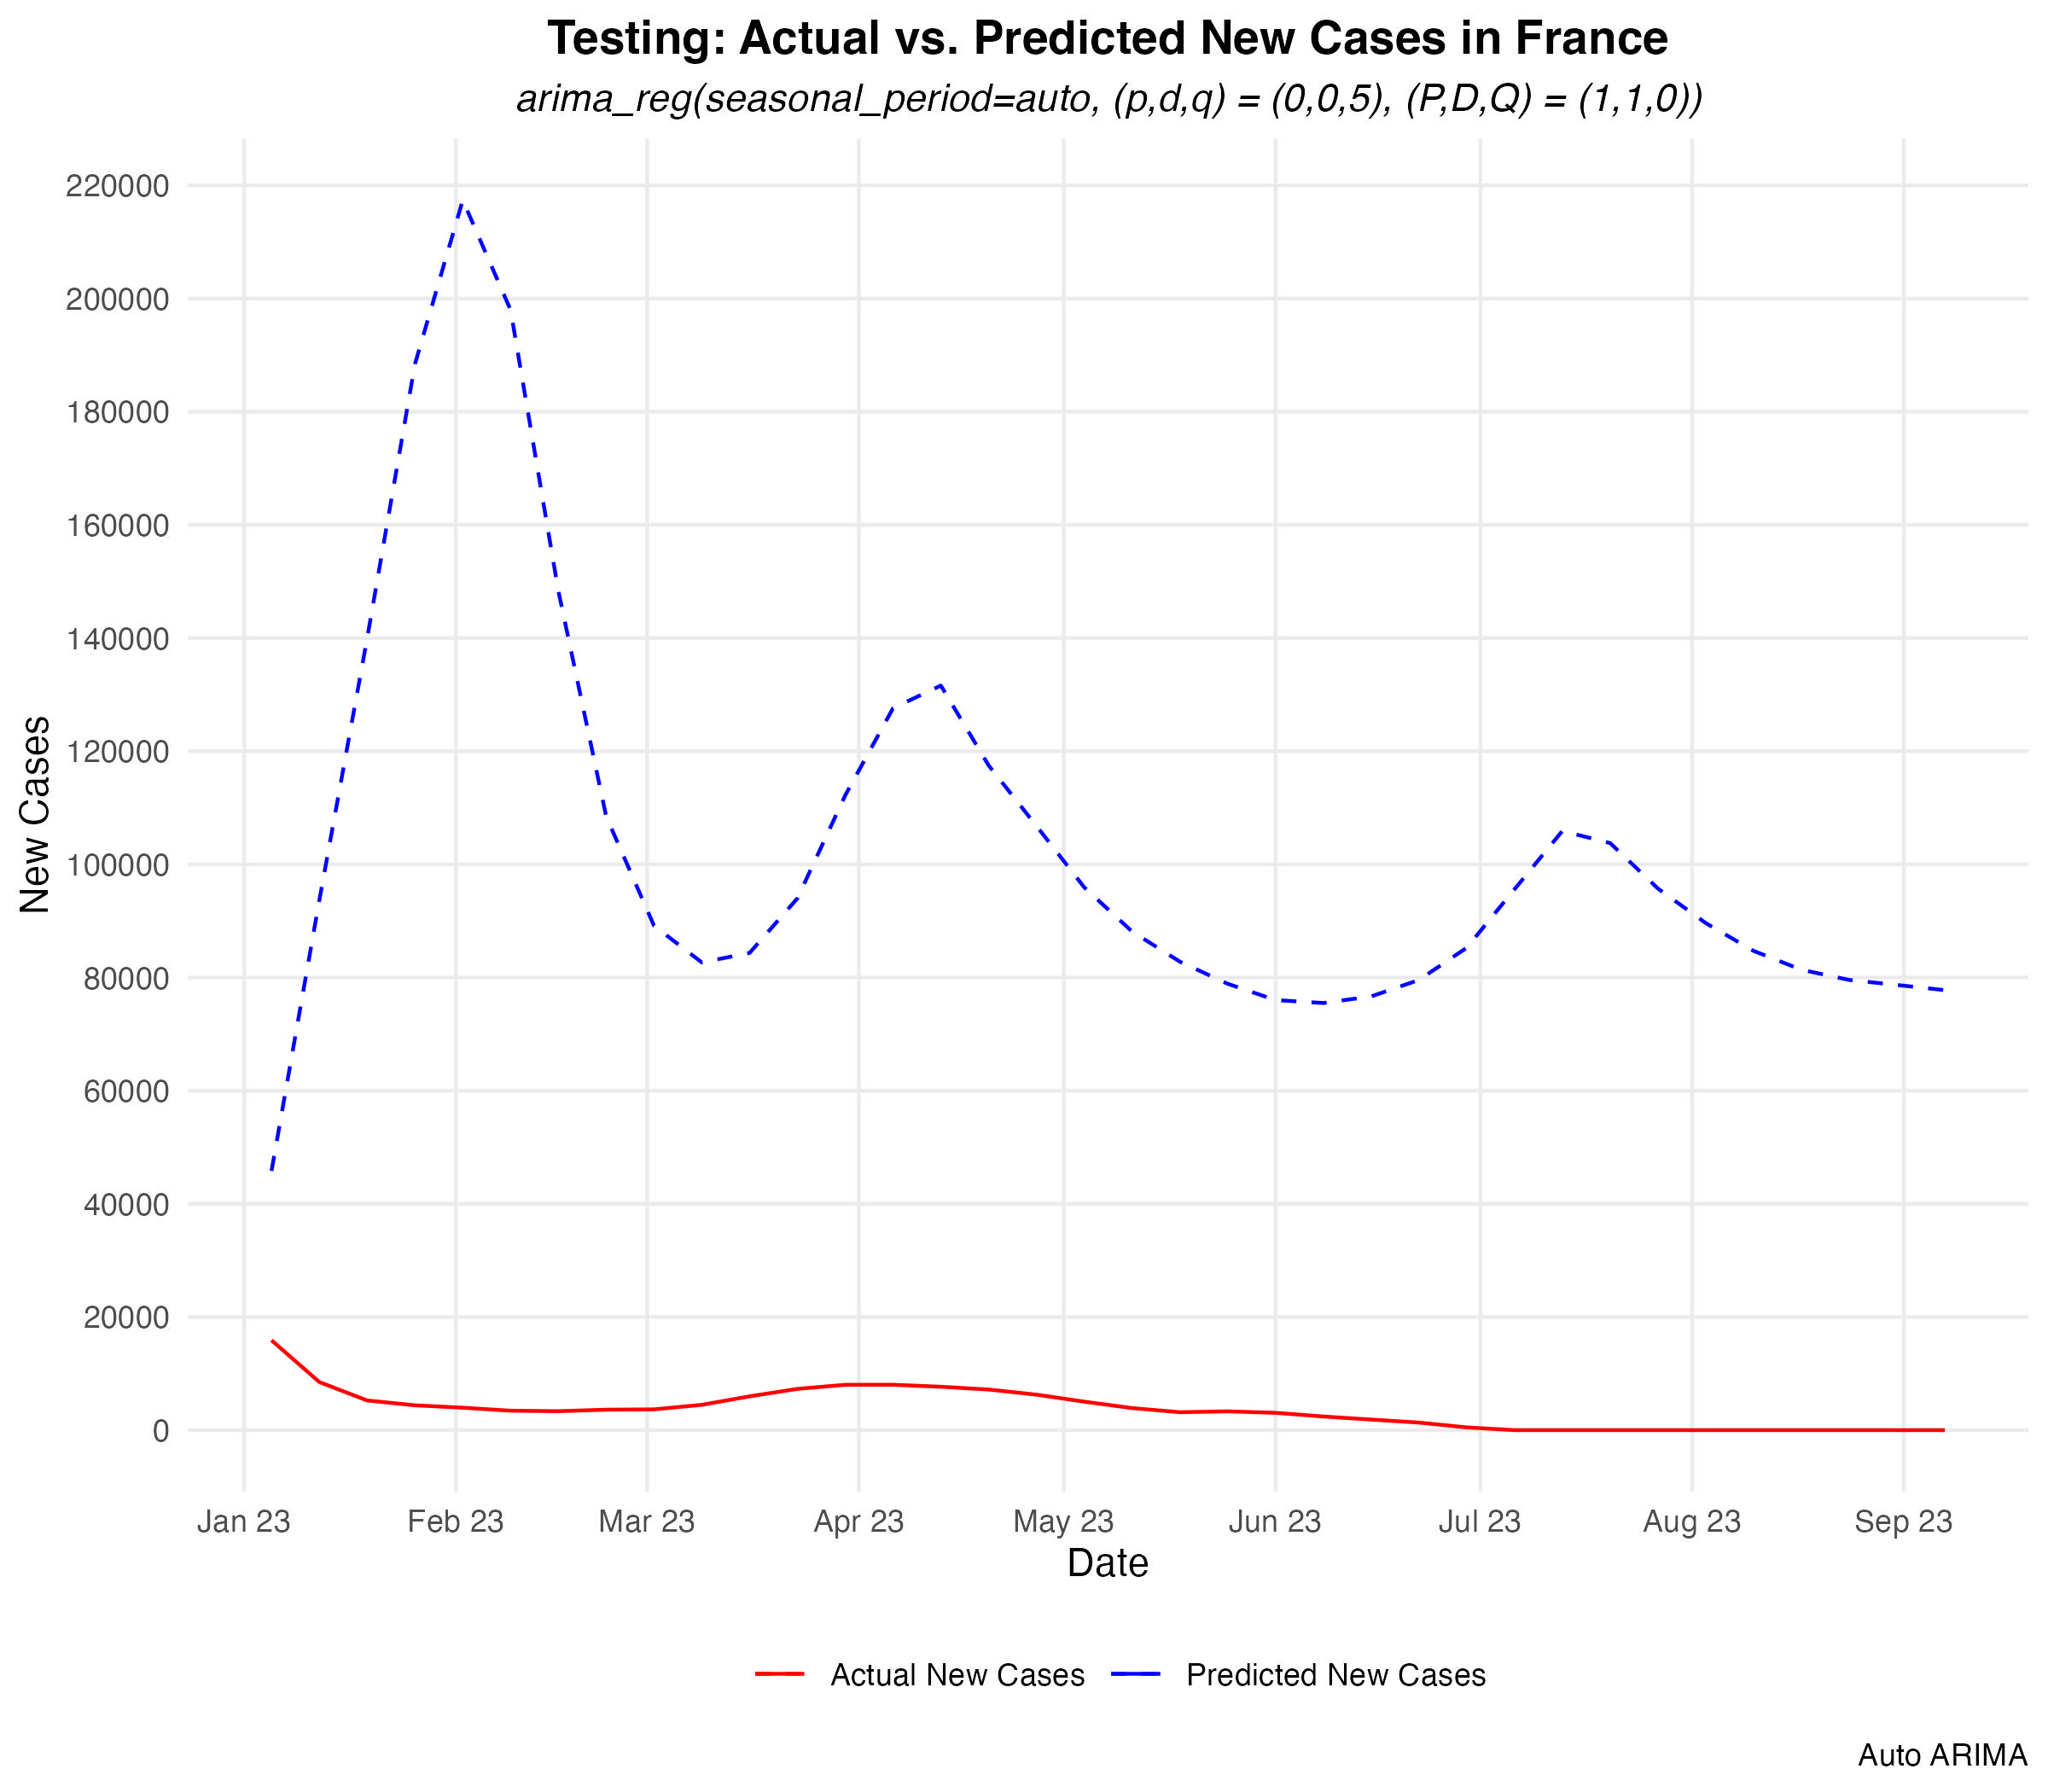 Testing: Actual vs. Predicted New Cases in France
arima_reg(seasonal_period=auto, (p,d,q) = (0,0,5), (P,D,Q) = (1,1,0))
New Cases
220000
200000
180000
160000
140000
120000
100000
80000
60000
40000
20000
0
Jan 23 Feb 23 Mar 23 Apr 23 May 23 Jun 23 Jul 23 Aug 23 Sep 23
Date
Actual New Cases Predicted New Cases
Auto ARIMA